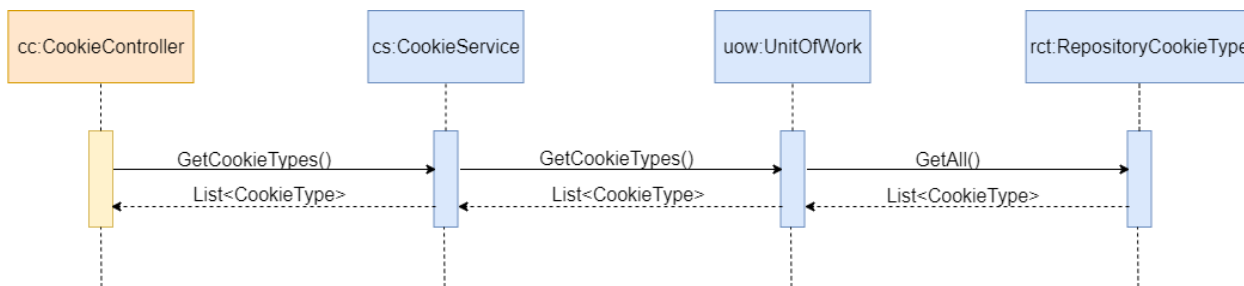 cc:CookieController
cs:CookieService
uow:UnitOfWork
rct:RepositoryCookieType
GetCookieTypes()
GetCookieTypes()
GetAll()
List<CookieType>
List<CookieType>
List<CookieType>